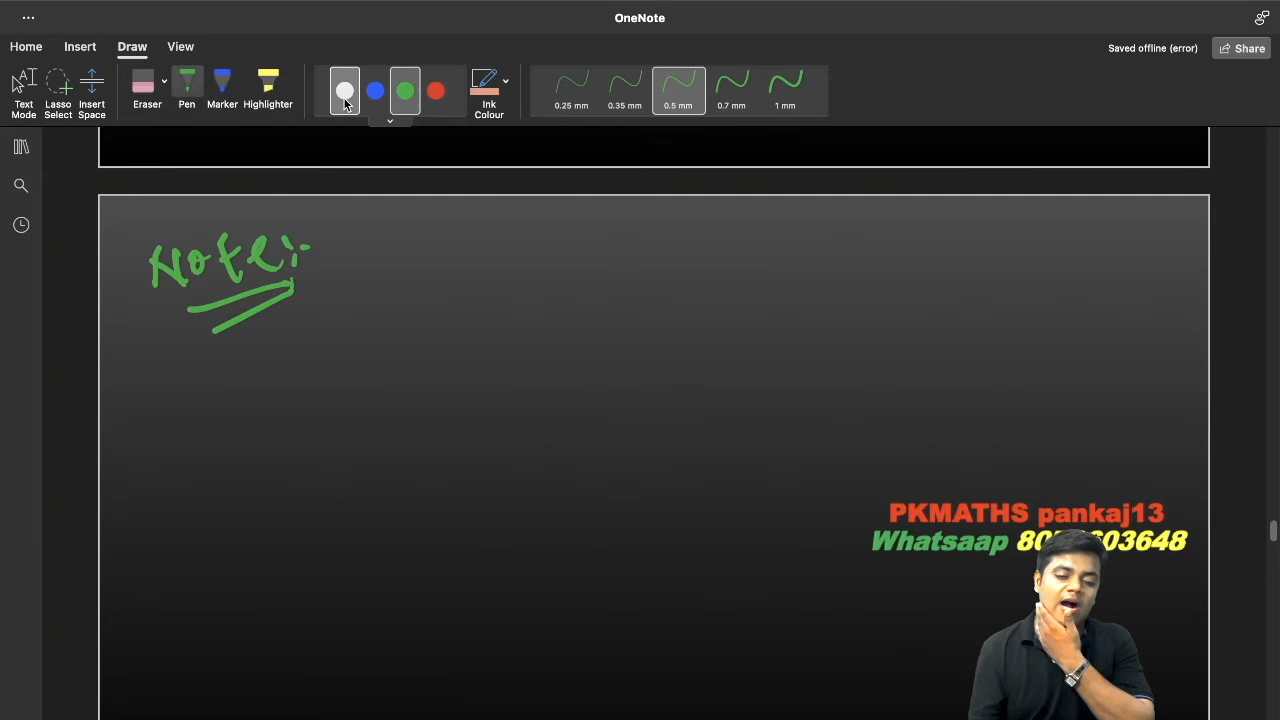 OneNote
Home Insert Draw View
Saved offline (error) Share
Text Mode
Lasso Select
Insert Space
Eraser
Pen
Marker
Highlighter
Ink Colour
0.25 mm 0.35 mm 0.5 mm 0.7 mm 1 mm
Note:-
PKMATHS pankaj13
Whatsaap